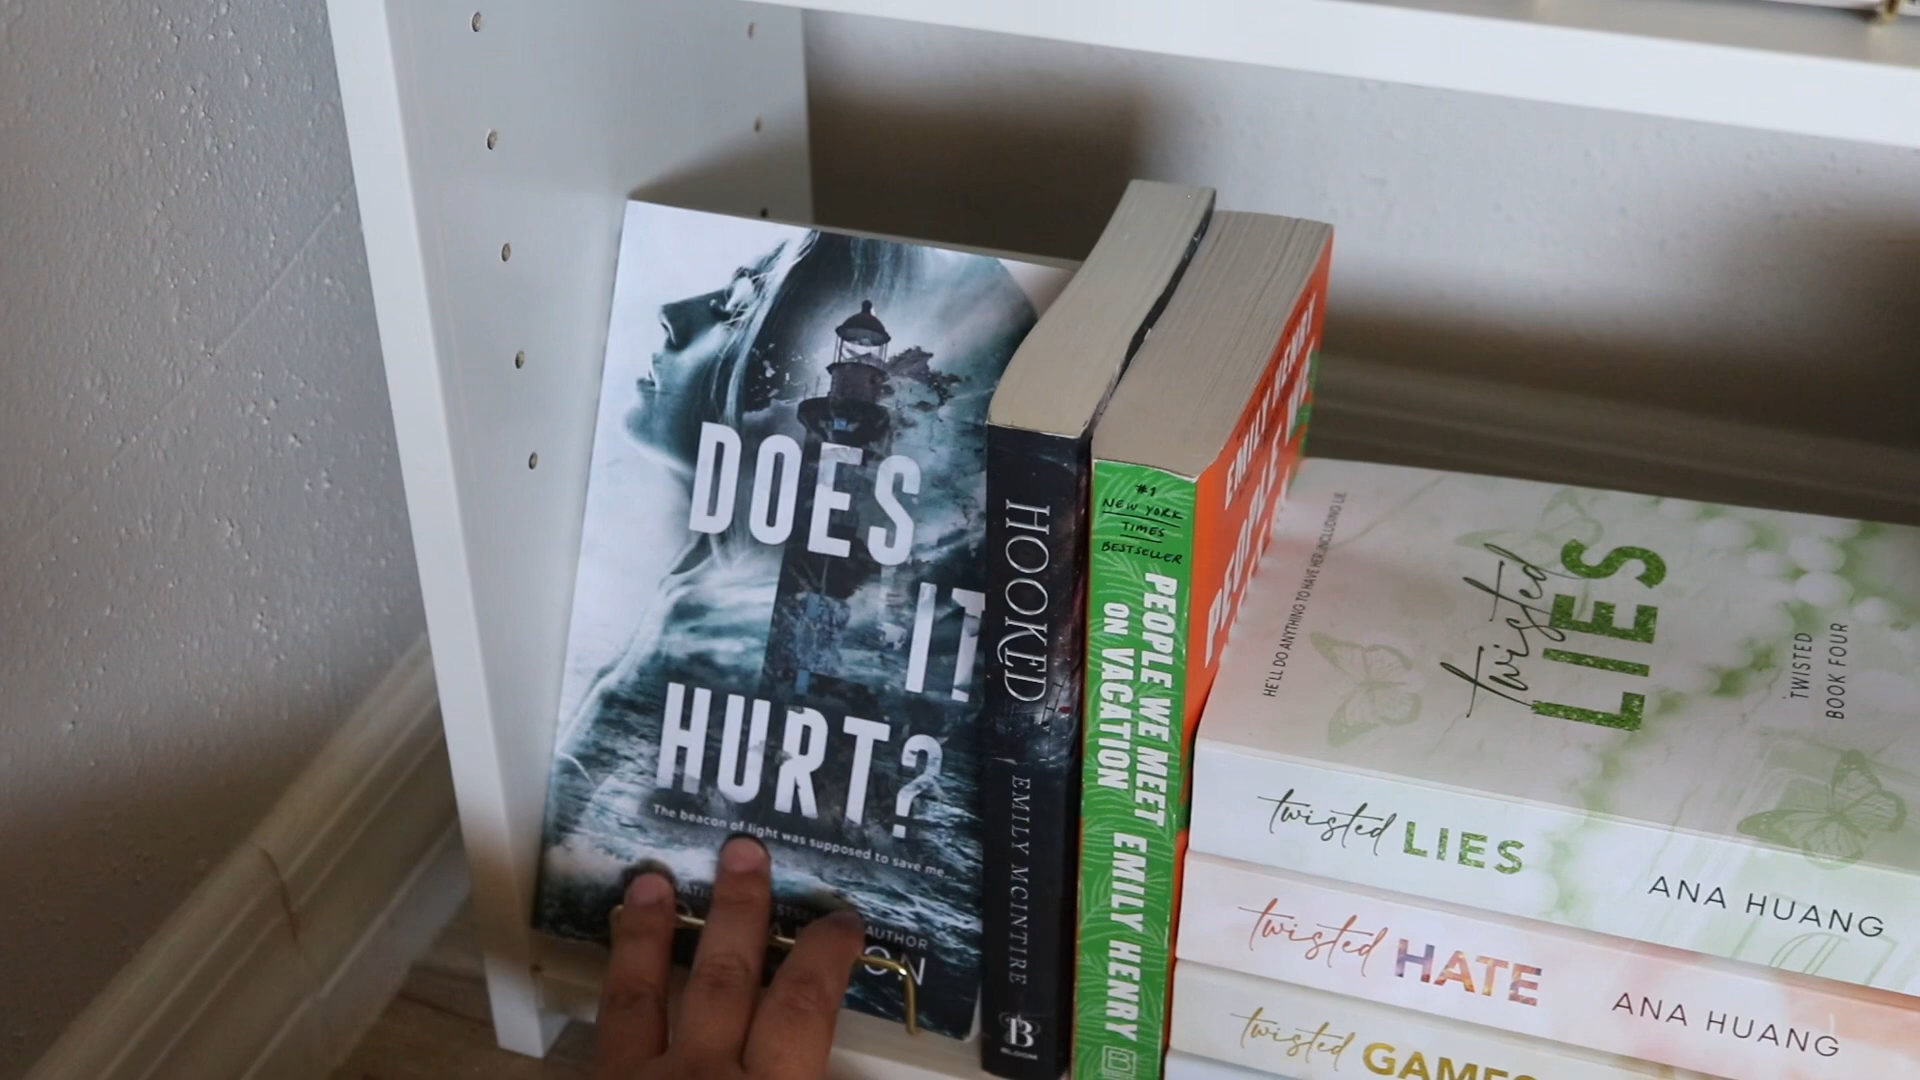 DOES
IT
HURT?
The beacon of light was supposed to save me...
AUTHOR
HOOKED
EMILY MCINTIRE
B
BLOOM
#1
NEW YORK
TIMES
BESTSELLER
PEOPLE WE MEET
ON VACATION
EMILY HENRY
EMILY HENRY
HE'LL DO ANYTHING TO HAVE HER...INCLUDING LIE.
twisted
LIES
TWISTED
BOOK FOUR
twisted LIES
ANA HUANG
twisted HATE
ANA HUANG
twisted GAMES